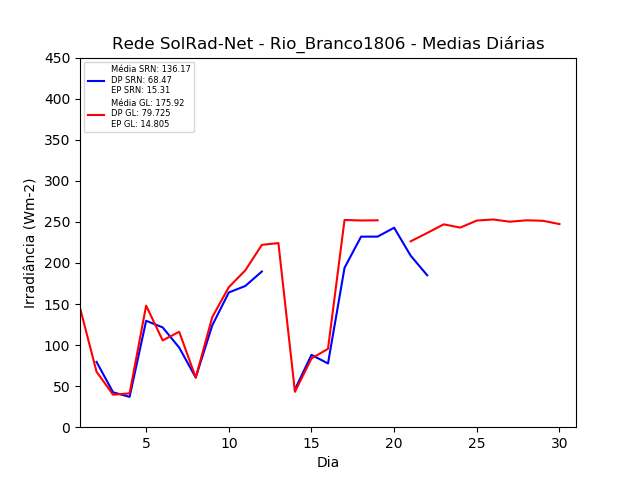 Rede SolRad-Net - Rio_Branco1806 - Medias Diárias
Média SRN: 136.17
DP SRN: 68.47
EP SRN: 15.31
Média GL: 175.92
DP GL: 79.725
EP GL: 14.805
Irradiância (Wm-2)
450
400
350
300
250
200
150
100
50
0
5 10 15 20 25 30
Dia